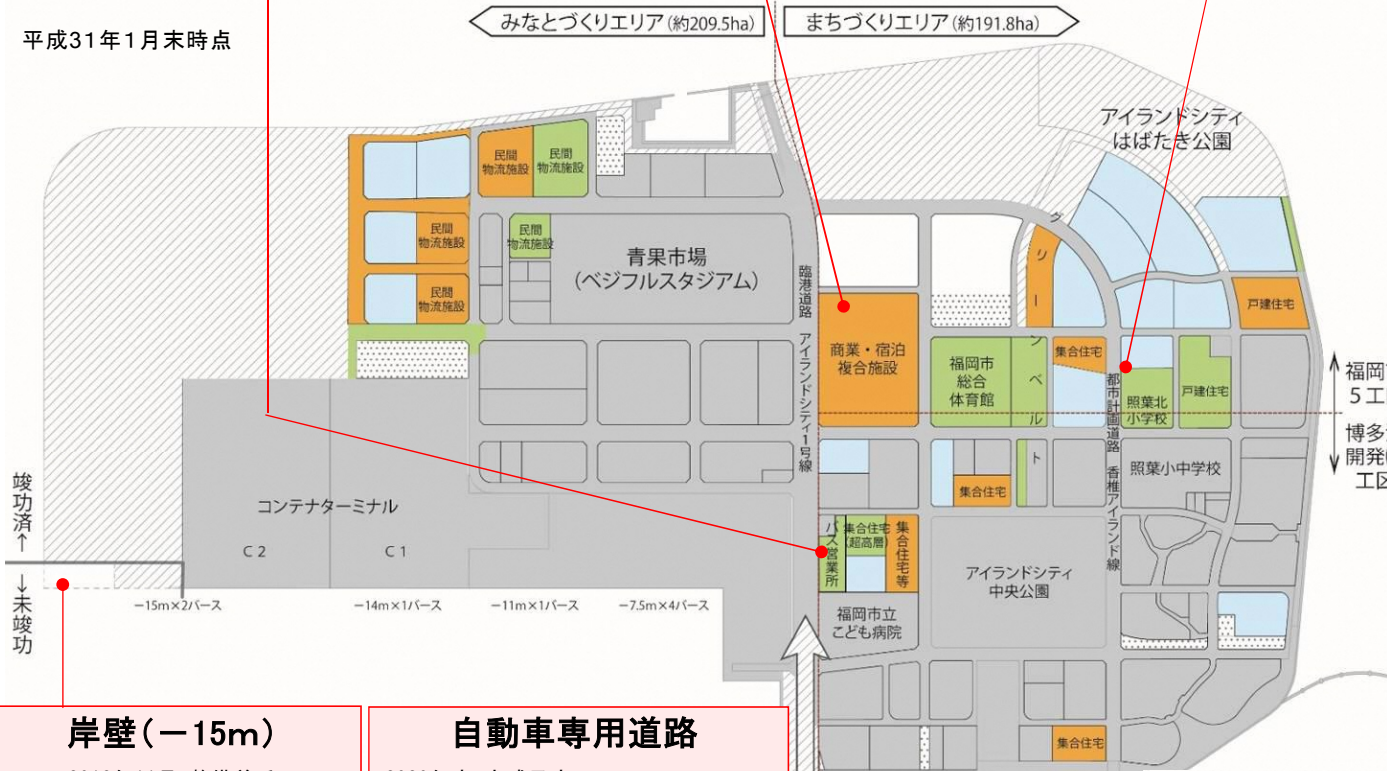 みなとづくりエリア（約209.5ha）
まちづくりエリア（約191.8ha）
平成31年1月末時点
アイランドシティ
はばたき公園
民間
物流施設
民間
物流施設
民間
物流施設
民間
物流施設
民間
物流施設
青果市場
（ベジフルスタジアム）
臨港道路 アイランドシティ1号線
グリーンベルト
戸建住宅
商業・宿泊
複合施設
福岡市
総合
体育館
集合住宅
都市計画道路 香椎アイランド線
照葉北
小学校
戸建住宅
5工
博多
開発
工区
照葉小中学校
集合住宅
竣功済↑
↓未竣功
コンテナターミナル
C2
C1
バス営業所
集合住宅
(超高層)
集合住宅等
アイランドシティ
中央公園
福岡市立
こども病院
−15m×2バース
−14m×1バース
−11m×1バース
−7.5m×4バース
集合住宅
岸壁(－15m)
自動車専用道路